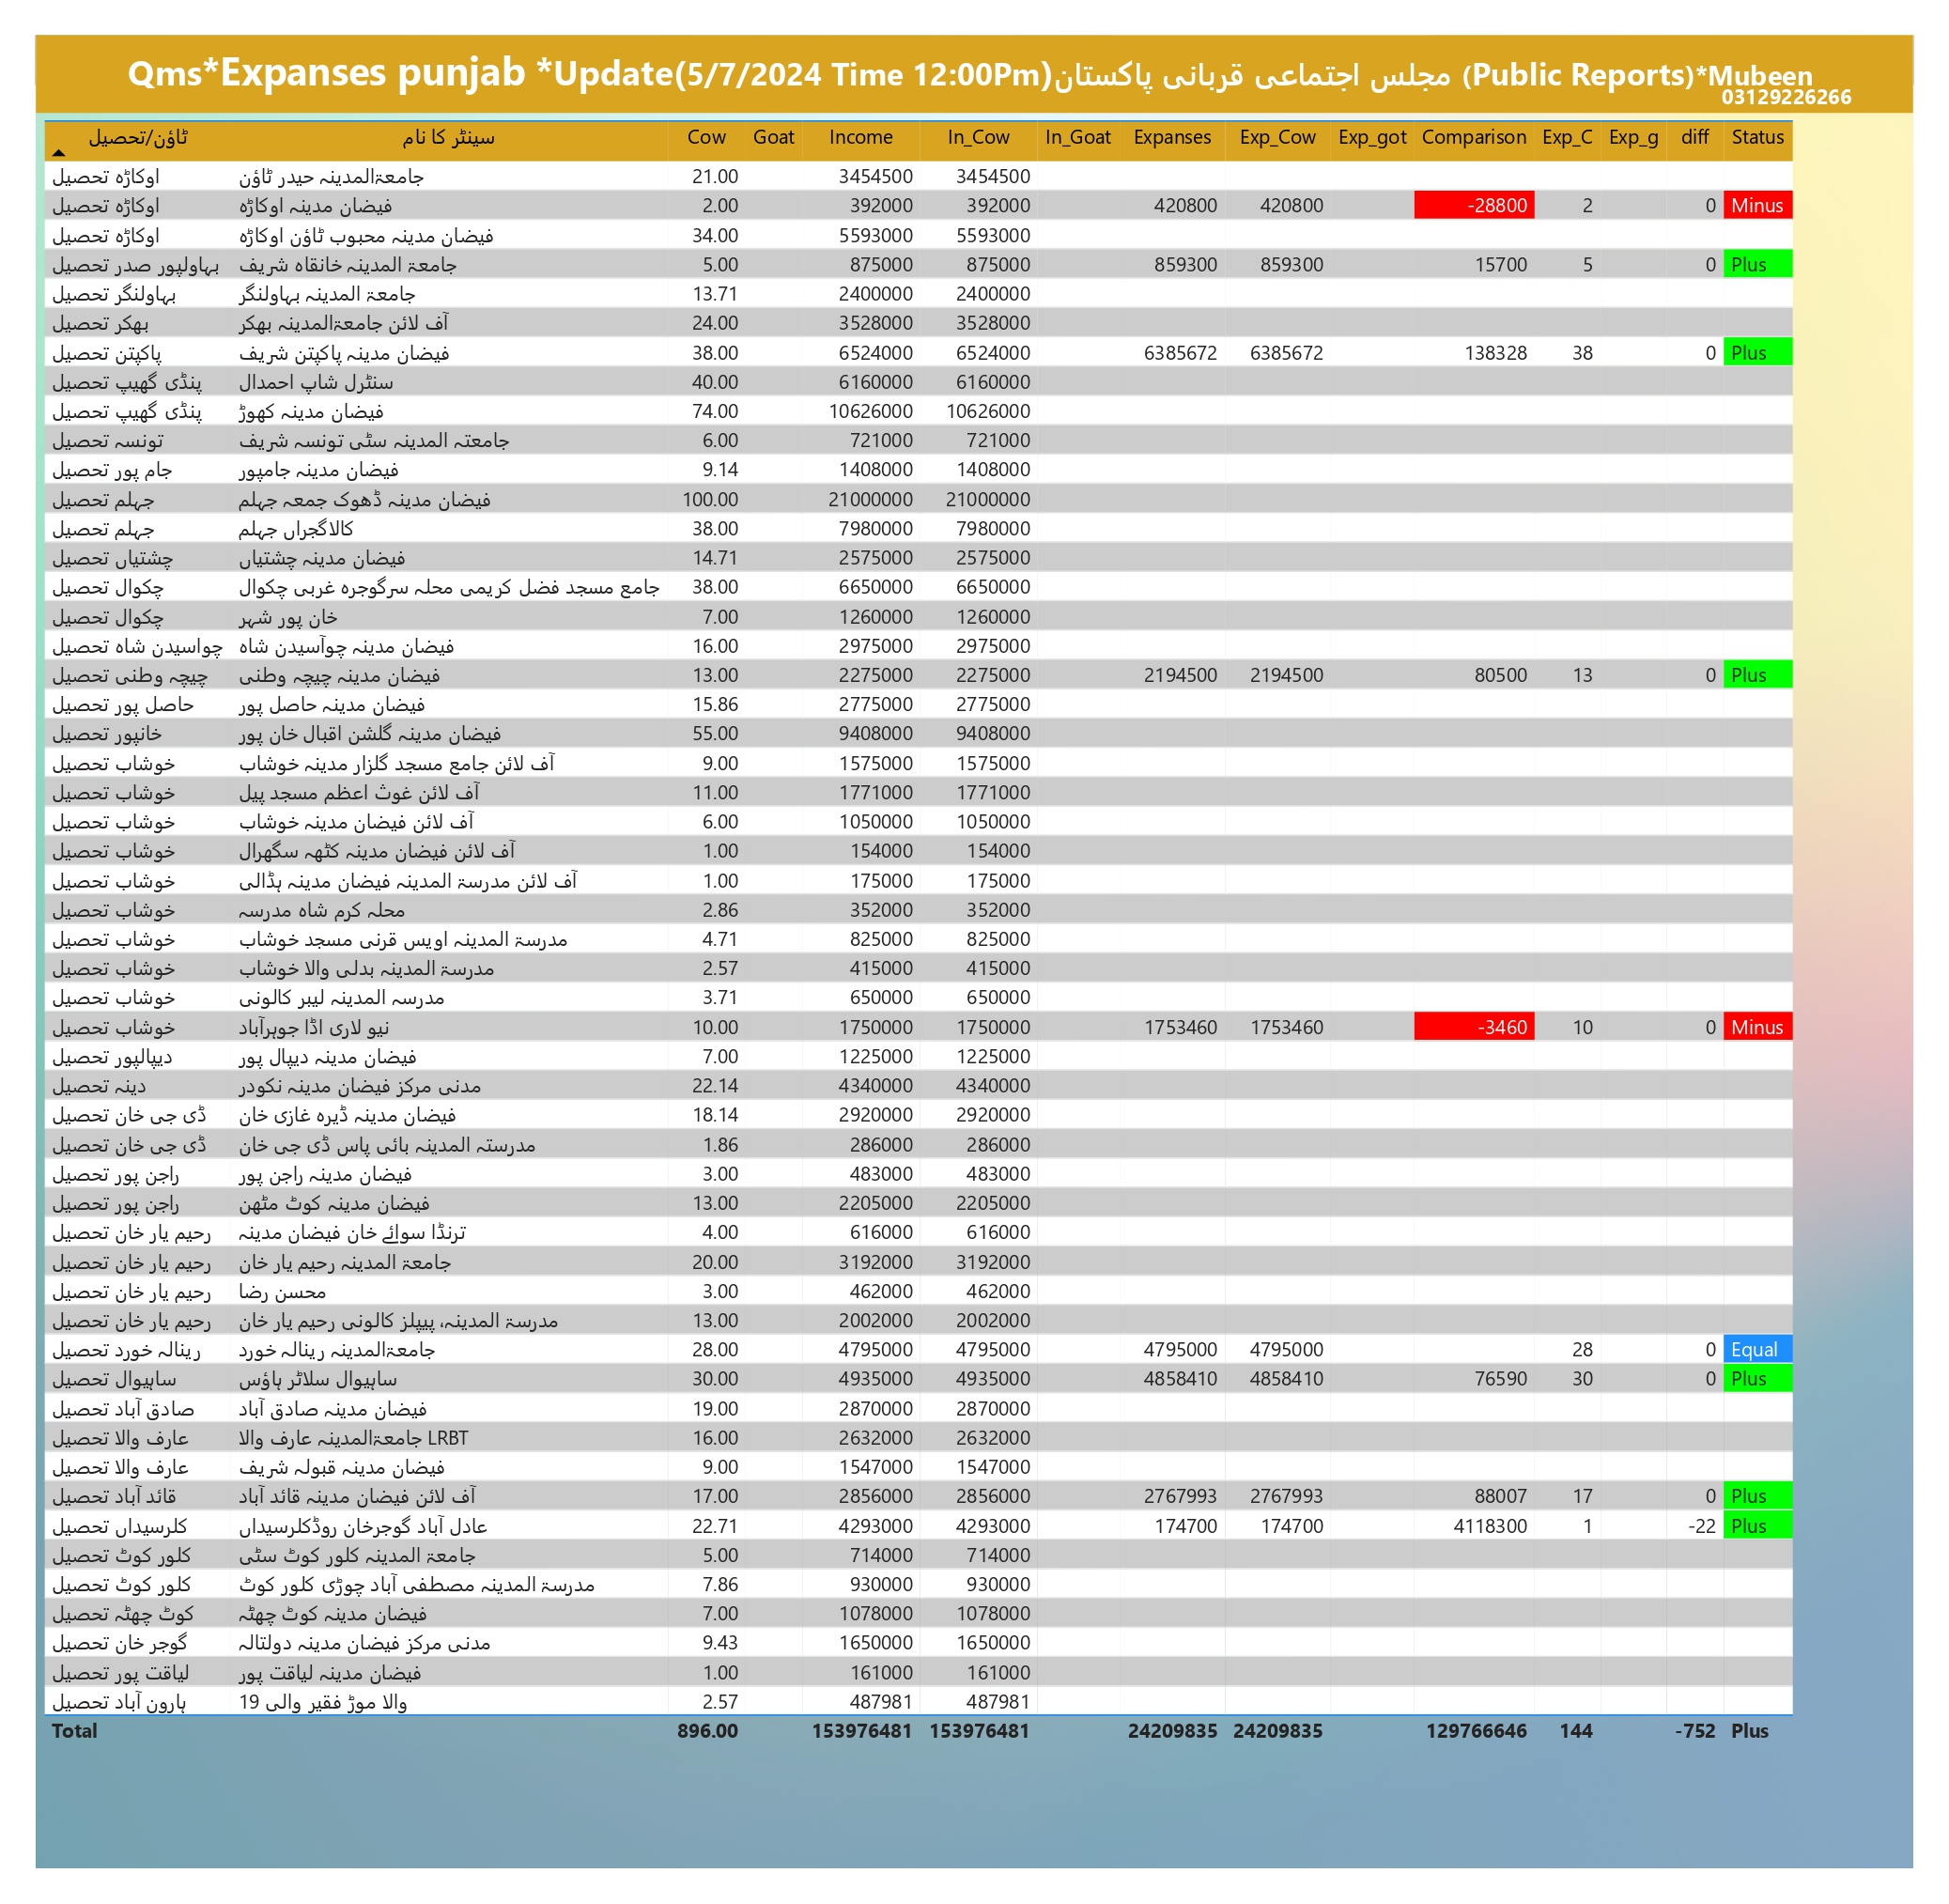 Qms*Expanses punjab *Update(5/7/2024 Time 12:00Pm)مجلس اجتماعی قربانی پاکستان (Public Reports)*Mubeen
03129226266
ٹاؤن/تحصیل سینٹر کا نام Cow Goat Income In_Cow In_Goat Expanses Exp_Cow Exp_got Comparison Exp_C Exp_g diff Status
اوکاڑہ تحصیل جامعۃالمدینہ حیدر ٹاؤن 21.00 3454500 3454500
اوکاڑہ تحصیل فیضان مدینہ اوکاڑہ 2.00 392000 392000 420800 420800 -28800 2 0 Minus
اوکاڑہ تحصیل فیضان مدینہ محبوب ٹاؤن اوکاڑہ 34.00 5593000 5593000
بہاولپور صدر تحصیل جامعۃ المدینہ خانقاہ شریف 5.00 875000 875000 859300 859300 15700 5 0 Plus
بہاولنگر تحصیل جامعۃ المدینہ بہاولنگر 13.71 2400000 2400000
بھکر تحصیل آف لائن جامعۃالمدینہ بھکر 24.00 3528000 3528000
پاکپتن تحصیل فیضان مدینہ پاکپتن شریف 38.00 6524000 6524000 6385672 6385672 138328 38 0 Plus
پنڈی گھیپ تحصیل سنٹرل شاپ احمدال 40.00 6160000 6160000
پنڈی گھیپ تحصیل فیضان مدینہ کھوڑ 74.00 10626000 10626000
تونسہ تحصیل جامعتہ المدینہ سٹی تونسہ شریف 6.00 721000 721000
جام پور تحصیل فیضان مدینہ جامپور 9.14 1408000 1408000
جہلم تحصیل فیضان مدینہ ڈھوک جمعہ جہلم 100.00 21000000 21000000
جہلم تحصیل کالاگجراں جہلم 38.00 7980000 7980000
چشتیاں تحصیل فیضان مدینہ چشتیاں 14.71 2575000 2575000
چکوال تحصیل جامع مسجد فضل کریمی محلہ سرگوجرہ غربی چکوال 38.00 6650000 6650000
چکوال تحصیل خان پور شہر 7.00 1260000 1260000
چواسیدن شاہ تحصیل فیضان مدینہ چوآسیدن شاہ 16.00 2975000 2975000
چیچہ وطنی تحصیل فیضان مدینہ چیچہ وطنی 13.00 2275000 2275000 2194500 2194500 80500 13 0 Plus
حاصل پور تحصیل فیضان مدینہ حاصل پور 15.86 2775000 2775000
خانپور تحصیل فیضان مدینہ گلشن اقبال خان پور 55.00 9408000 9408000
خوشاب تحصیل آف لائن جامع مسجد گلزار مدینہ خوشاب 9.00 1575000 1575000
خوشاب تحصیل آف لائن غوث اعظم مسجد پیل 11.00 1771000 1771000
خوشاب تحصیل آف لائن فیضان مدینہ خوشاب 6.00 1050000 1050000
خوشاب تحصیل آف لائن فیضان مدینہ کٹھہ سگھرال 1.00 154000 154000
خوشاب تحصیل آف لائن مدرسۃ المدینہ فیضان مدینہ ہڈالی 1.00 175000 175000
خوشاب تحصیل محلہ کرم شاہ مدرسہ 2.86 352000 352000
خوشاب تحصیل مدرسۃ المدینہ اویس قرنی مسجد خوشاب 4.71 825000 825000
خوشاب تحصیل مدرسۃ المدینہ بدلی والا خوشاب 2.57 415000 415000
خوشاب تحصیل مدرسہ المدینہ لیبر کالونی 3.71 650000 650000
خوشاب تحصیل نیو لاری اڈا جوہرآباد 10.00 1750000 1750000 1753460 1753460 -3460 10 0 Minus
دیپالپور تحصیل فیضان مدینہ دیپال پور 7.00 1225000 1225000
دینہ تحصیل مدنی مرکز فیضان مدینہ نکودر 22.14 4340000 4340000
ڈی جی خان تحصیل فیضان مدینہ ڈیرہ غازی خان 18.14 2920000 2920000
ڈی جی خان تحصیل مدرستہ المدینہ بائی پاس ڈی جی خان 1.86 286000 286000
راجن پور تحصیل فیضان مدینہ راجن پور 3.00 483000 483000
راجن پور تحصیل فیضان مدینہ کوٹ مٹھن 13.00 2205000 2205000
رحیم یار خان تحصیل ترنڈا سوائے خان فیضان مدینہ 4.00 616000 616000
رحیم یار خان تحصیل جامعۃ المدینہ رحیم یار خان 20.00 3192000 3192000
رحیم یار خان تحصیل محسن رضا 3.00 462000 462000
رحیم یار خان تحصیل مدرسۃ المدینہ، پیپلز کالونی رحیم یار خان 13.00 2002000 2002000
رینالہ خورد تحصیل جامعۃالمدینہ رینالہ خورد 28.00 4795000 4795000 4795000 4795000 28 0 Equal
ساہیوال تحصیل ساہیوال سلاٹر ہاؤس 30.00 4935000 4935000 4858410 4858410 76590 30 0 Plus
صادق آباد تحصیل فیضان مدینہ صادق آباد 19.00 2870000 2870000
عارف والا تحصیل جامعۃالمدینہ عارف والا LRBT 16.00 2632000 2632000
عارف والا تحصیل فیضان مدینہ قبولہ شریف 9.00 1547000 1547000
قائد آباد تحصیل آف لائن فیضان مدینہ قائد آباد 17.00 2856000 2856000 2767993 2767993 88007 17 0 Plus
کلرسیداں تحصیل عادل آباد گوجرخان روڈکلرسیداں 22.71 4293000 4293000 174700 174700 4118300 1 -22 Plus
کلور کوٹ تحصیل جامعۃ المدینہ کلور کوٹ سٹی 5.00 714000 714000
کلور کوٹ تحصیل مدرسۃ المدینہ مصطفی آباد چوڑی کلور کوٹ 7.86 930000 930000
کوٹ چھٹہ تحصیل فیضان مدینہ کوٹ چھٹہ 7.00 1078000 1078000
گوجر خان تحصیل مدنی مرکز فیضان مدینہ دولتالہ 9.43 1650000 1650000
لیاقت پور تحصیل فیضان مدینہ لیاقت پور 1.00 161000 161000
ہارون آباد تحصیل 19 والا موڑ فقیر والی 2.57 487981 487981
Total 896.00 153976481 153976481 24209835 24209835 129766646 144 -752 Plus